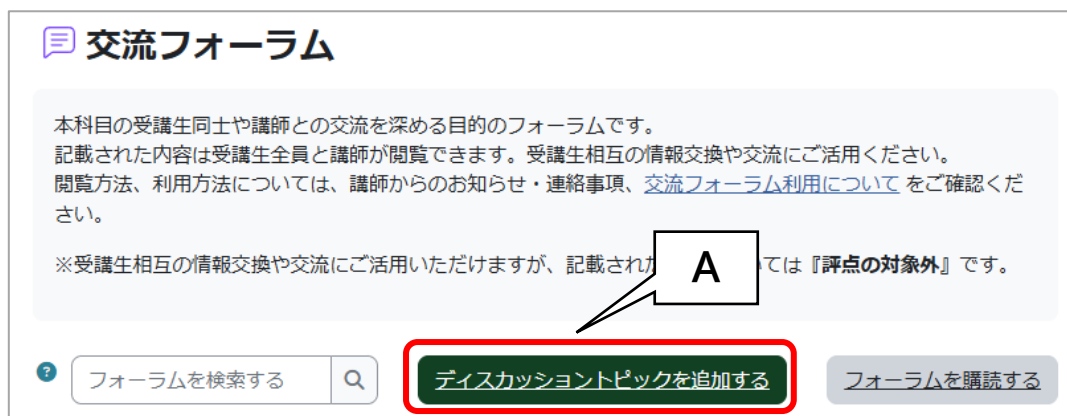 交流フォーラム
本科目の受講生同士や講師との交流を深める目的のフォーラムです。
記載された内容は受講生全員と講師が閲覧できます。受講生相互の情報交換や交流にご活用ください。
閲覧方法、利用方法については、講師からのお知らせ・連絡事項、交流フォーラム利用について をご確認くだ
さい。
※受講生相互の情報交換や交流にご活用いただけますが、記載され ては『評点の対象外』です。
A
? フォーラムを検索する ディスカッショントピックを追加する フォーラムを購読する